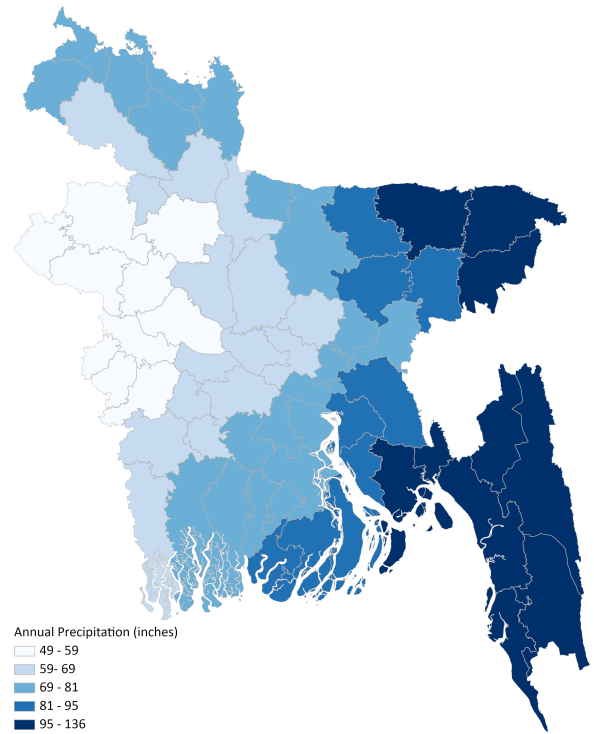 Annual Precipitation (inches)
49 - 59
59- 69
69 - 81
81 - 95
95 - 136